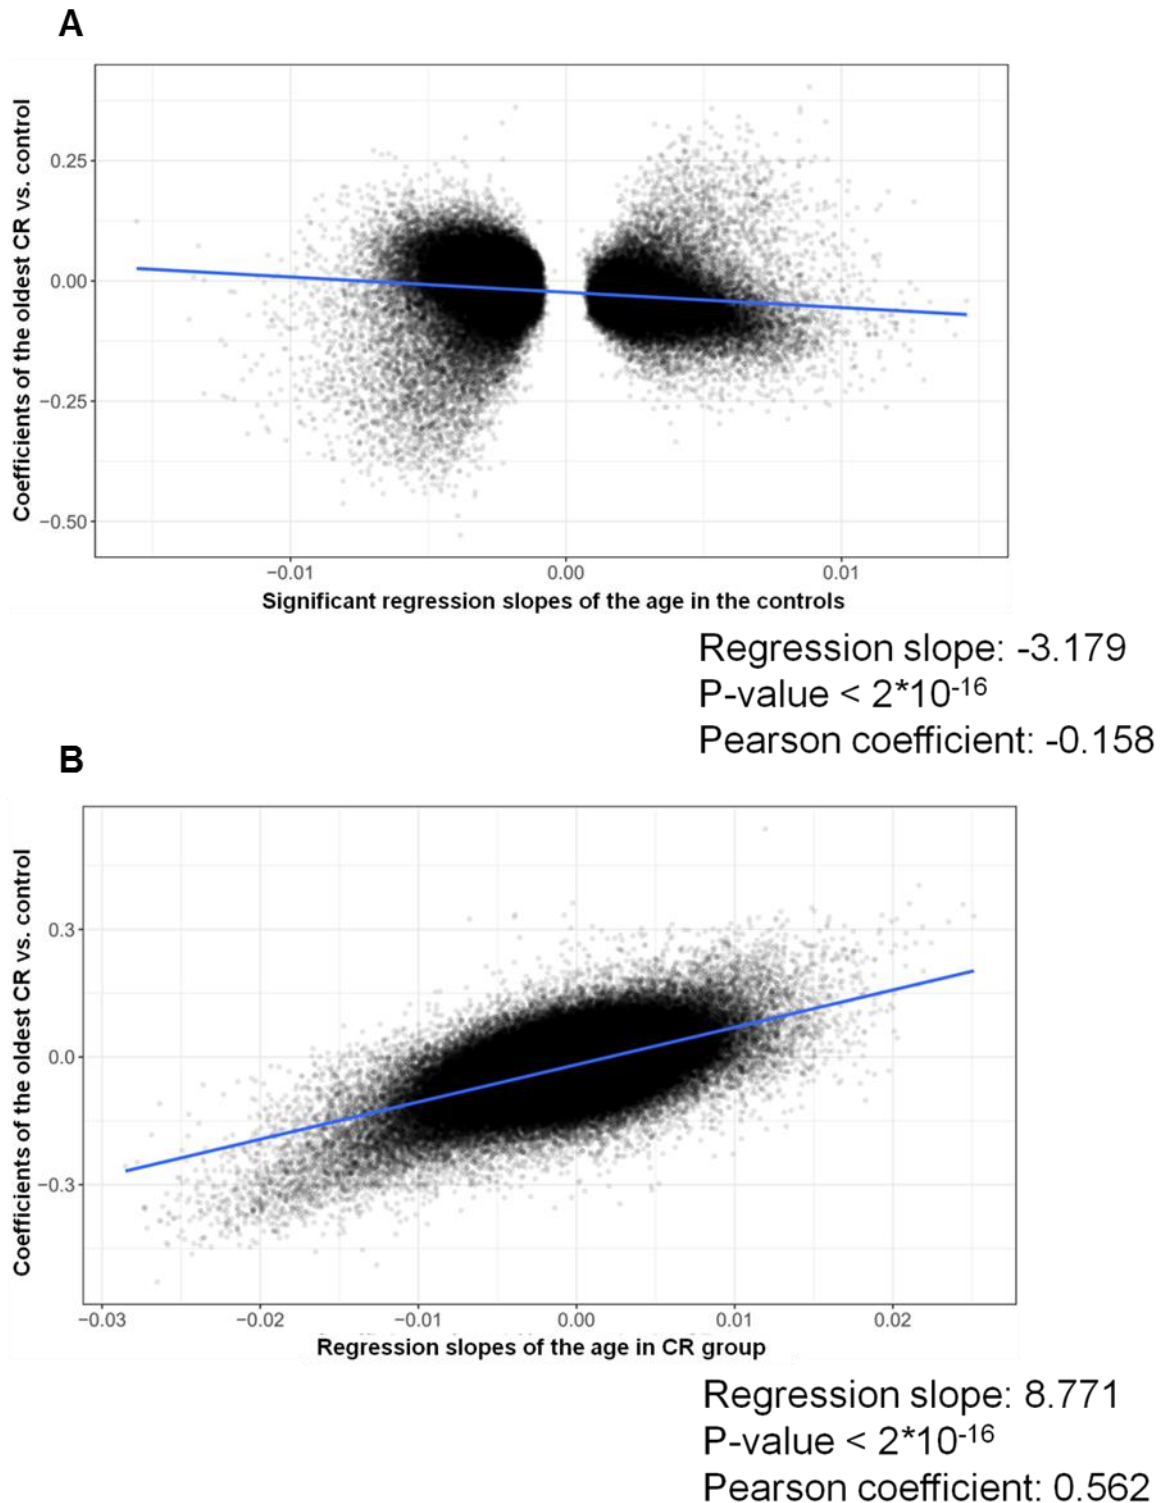 A
Coefficients of the oldest CR vs. control
0.25
0.00
−0.25
−0.50
−0.01
0.00
0.01
Significant regression slopes of the age in the controls
Regression slope: -3.179
P-value < 2*10-16
Pearson coefficient: -0.158
B
Coefficients of the oldest CR vs. control
0.3
0.0
−0.3
−0.03
−0.02
−0.01
0.00
0.01
0.02
Regression slopes of the age in CR group
Regression slope: 8.771
P-value < 2*10-16
Pearson coefficient: 0.562